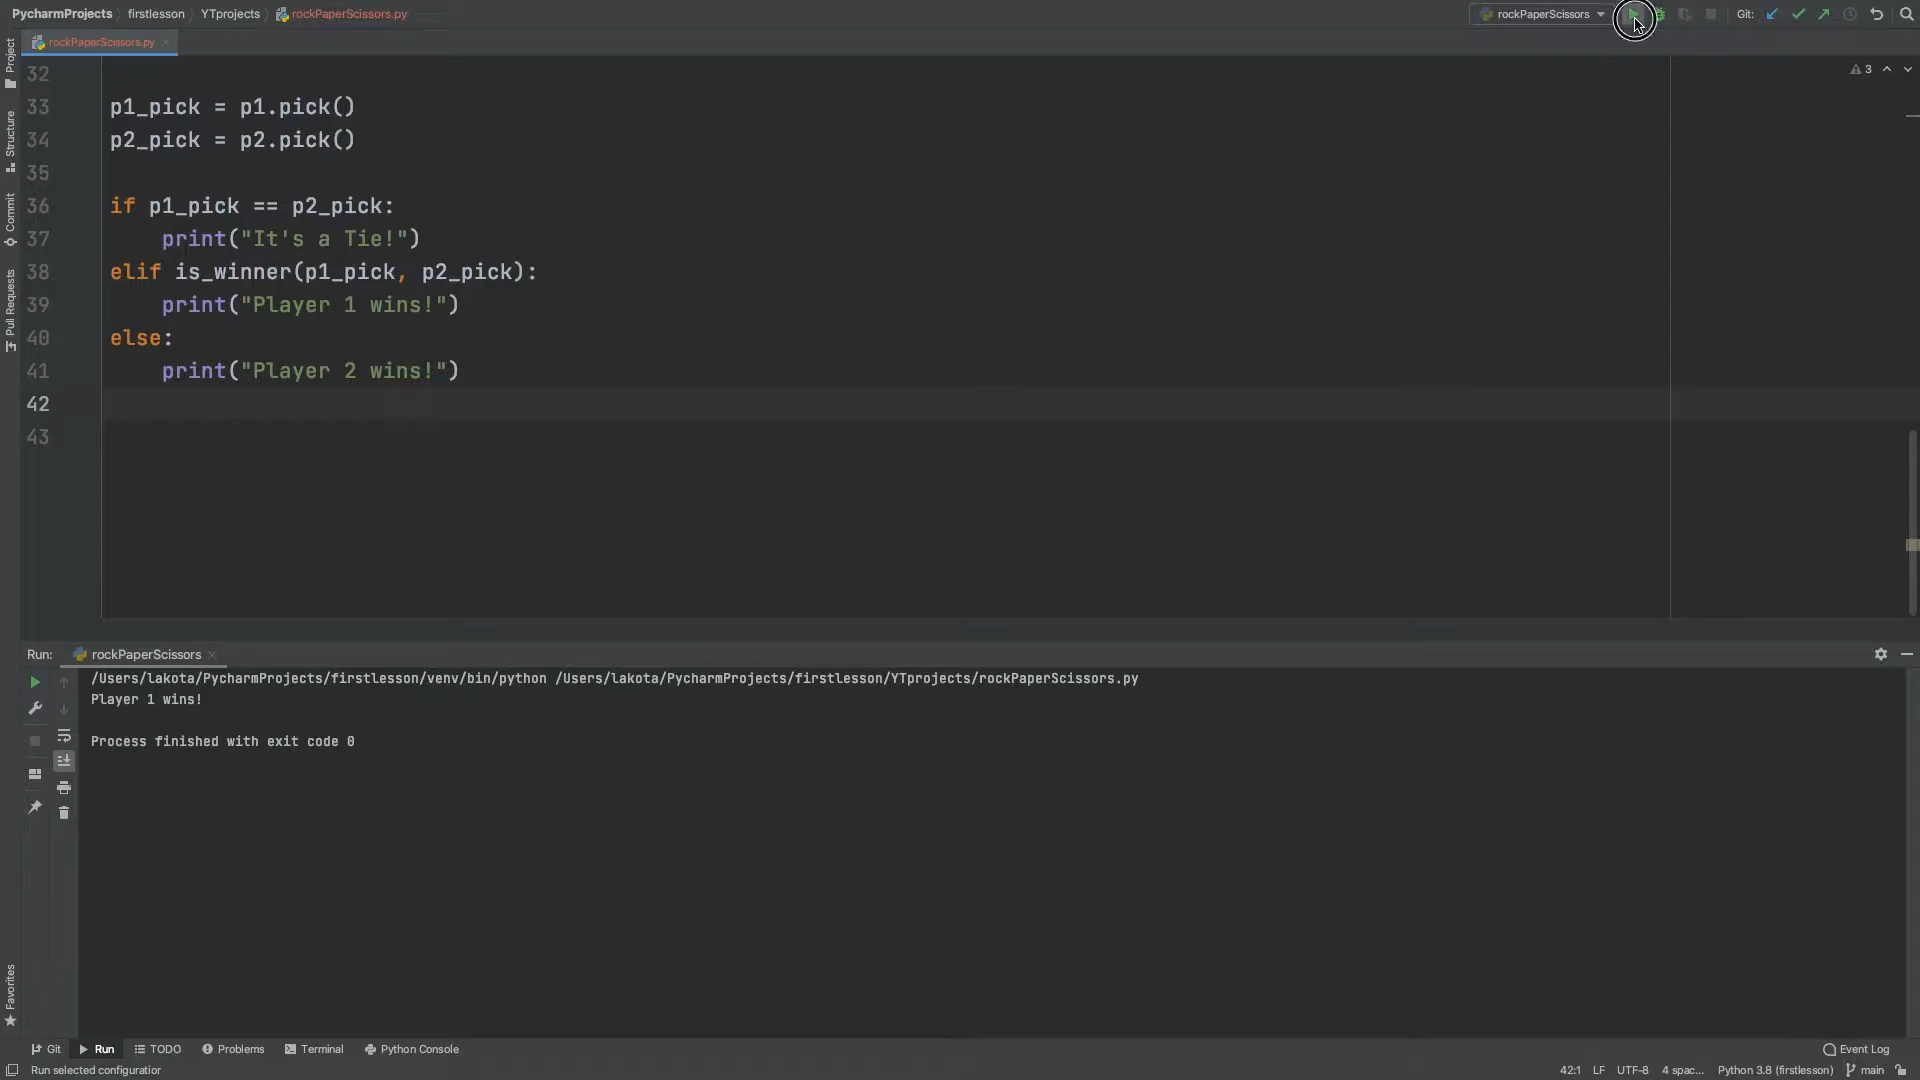 PycharmProjects firstlesson YTprojects rockPaperScissors.py rockPaperScissors Git:
rockPaperScissors.py
Project
Structure
Commit
Pull Requests
Favorites
3
32
33 p1_pick = p1.pick()
34 p2_pick = p2.pick()
35
36 if p1_pick == p2_pick:
37     print("It's a Tie!")
38 elif is_winner(p1_pick, p2_pick):
39     print("Player 1 wins!")
40 else:
41     print("Player 2 wins!")
42
43
Run: rockPaperScissors
/Users/lakota/PycharmProjects/firstlesson/venv/bin/python /Users/lakota/PycharmProjects/firstlesson/YTprojects/rockPaperScissors.py
Player 1 wins!
Process finished with exit code 0
Git Run TODO Problems Terminal Python Console Event Log
Run selected configuration 42:1 LF UTF-8 4 spac... Python 3.8 (firstlesson) main